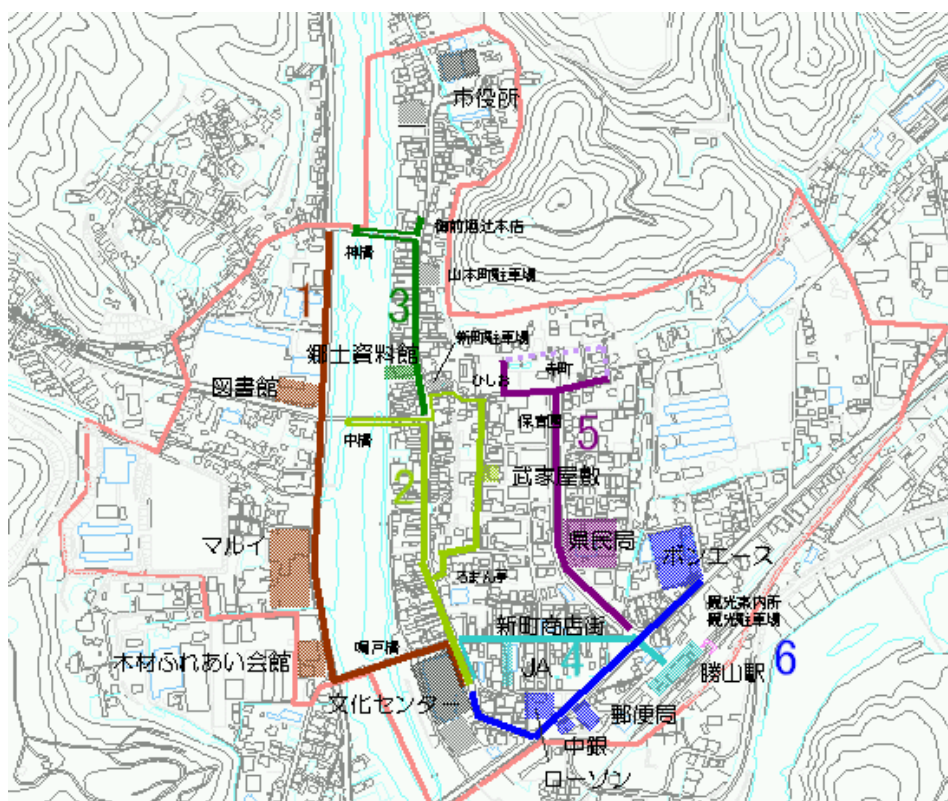 市役所
御前酒辻本店
神橋
山本町駐車場
1
3
新町駐車場
郷土資料館
寺町
図書館
ひしお
保育園
中橋
5
2
武家屋敷
マルイ
県民局
ポンエース
るまん亭
観光案内所
観光駐車場
新町商店街
鳴戸橋
木材ふれあい会館
4
JA
勝山駅
6
文化センター
郵便局
中銀
ローソン